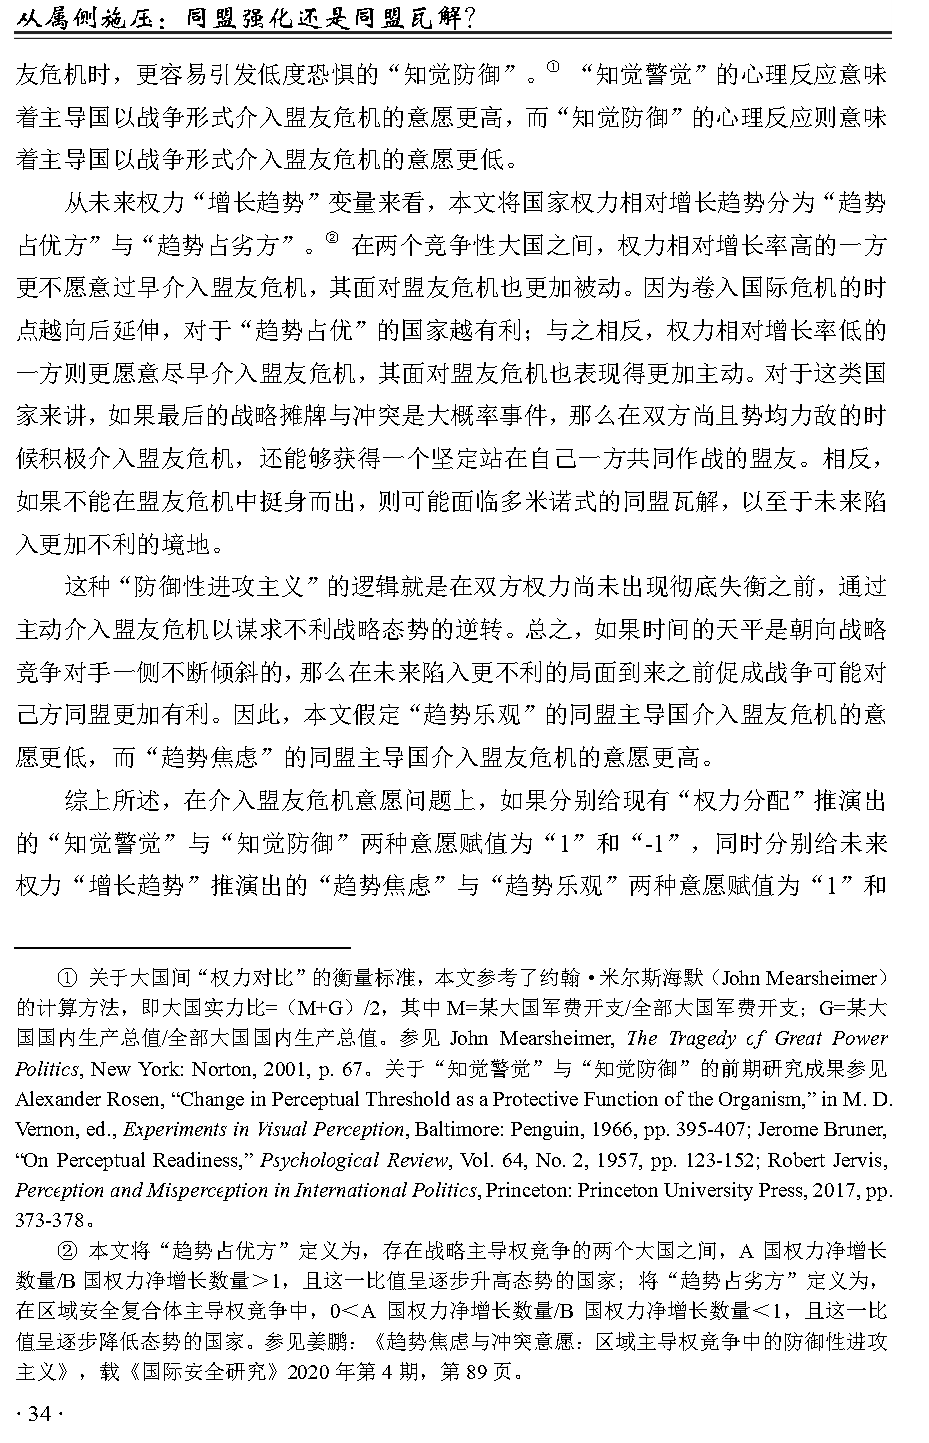 从属侧施压：同盟强化还是同盟瓦解？
友危机时，更容易引发低度恐惧的“知觉防御”。① “知觉警觉”的心理反应意味
着主导国以战争形式介入盟友危机的意愿更高，而“知觉防御”的心理反应则意味
着主导国以战争形式介入盟友危机的意愿更低。
从未来权力“增长趋势”变量来看，本文将国家权力相对增长趋势分为“趋势
占优方”与“趋势占劣方”。② 在两个竞争性大国之间，权力相对增长率高的一方
更不愿意过早介入盟友危机，其面对盟友危机也更加被动。因为卷入国际危机的时
点越向后延伸，对于“趋势占优”的国家越有利；与之相反，权力相对增长率低的
一方则更愿意尽早介入盟友危机，其面对盟友危机也表现得更加主动。对于这类国
家来讲，如果最后的战略摊牌与冲突是大概率事件，那么在双方尚且势均力敌的时
候积极介入盟友危机，还能够获得一个坚定站在自己一方共同作战的盟友。相反，
如果不能在盟友危机中挺身而出，则可能面临多米诺式的同盟瓦解，以至于未来陷
入更加不利的境地。
这种“防御性进攻主义”的逻辑就是在双方权力尚未出现彻底失衡之前，通过
主动介入盟友危机以谋求不利战略态势的逆转。总之，如果时间的天平是朝向战略
竞争对手一侧不断倾斜的，那么在未来陷入更不利的局面到来之前促成战争可能对
己方同盟更加有利。因此，本文假定“趋势乐观”的同盟主导国介入盟友危机的意
愿更低，而“趋势焦虑”的同盟主导国介入盟友危机的意愿更高。
综上所述，在介入盟友危机意愿问题上，如果分别给现有“权力分配”推演出
的“知觉警觉”与“知觉防御”两种意愿赋值为“1”和“-1”，同时分别给未来
权力“增长趋势”推演出的“趋势焦虑”与“趋势乐观”两种意愿赋值为“1”和
① 关于大国间“权力对比”的衡量标准，本文参考了约翰·米尔斯海默（John Mearsheimer）
的计算方法，即大国实力比=（M+G）/2，其中 M=某大国军费开支/全部大国军费开支；G=某大
国国内生产总值/全部大国国内生产总值。参见 John Mearsheimer, The Tragedy of Great Power
Politics, New York: Norton, 2001, p. 67。关于“知觉警觉”与“知觉防御”的前期研究成果参见
Alexander Rosen, “Change in Perceptual Threshold as a Protective Function of the Organism,” in M. D.
Vernon, ed., Experiments in Visual Perception, Baltimore: Penguin, 1966, pp. 395-407; Jerome Bruner,
“On Perceptual Readiness,” Psychological Review, Vol. 64, No. 2, 1957, pp. 123-152; Robert Jervis,
Perception and Misperception in International Politics, Princeton: Princeton University Press, 2017, pp.
373-378。
② 本文将“趋势占优方”定义为，存在战略主导权竞争的两个大国之间，A 国权力净增长
数量/B 国权力净增长数量＞1，且这一比值呈逐步升高态势的国家；将“趋势占劣方”定义为，
在区域安全复合体主导权竞争中，0＜A 国权力净增长数量/B 国权力净增长数量＜1，且这一比
值呈逐步降低态势的国家。参见姜鹏：《趋势焦虑与冲突意愿：区域主导权竞争中的防御性进攻
主义》，载《国际安全研究》2020 年第 4 期，第 89 页。
· 34 ·